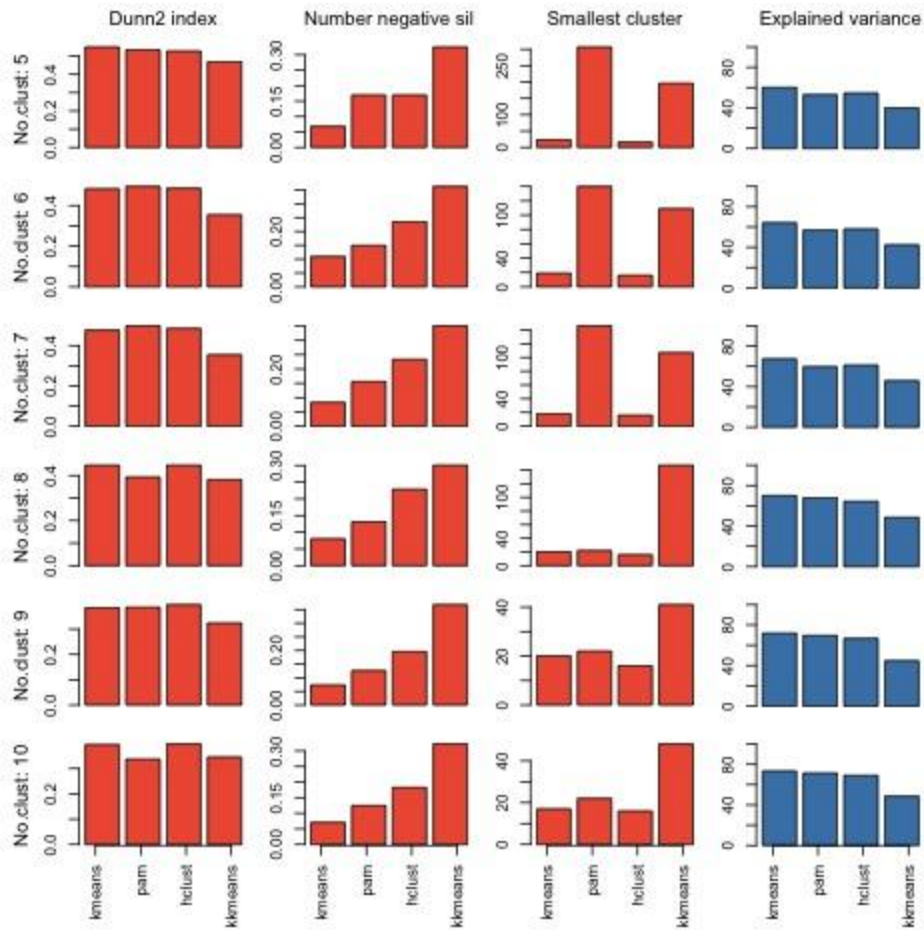 Dunn2 index Number negative sil Smallest cluster Explained variance
No.clust: 5
0.0 0.2 0.4
0.00 0.15 0.30
0 100 250
0 40 80
No.clust: 6
0.0 0.2 0.4
0.00 0.20
0 40 100
0 40 80
No.clust: 7
0.0 0.2 0.4
0.00 0.20
0 40 100
0 40 80
No.clust: 8
0.0 0.2 0.4
0.00 0.15 0.30
0 40 100
0 40 80
No.clust: 9
0.0 0.2
0.00 0.20
0 20 40
0 40 80
No.clust: 10
0.0 0.2
0.00 0.15 0.30
0 20 40
0 40 80
kmeans pam hclust kkmeans kmeans pam hclust kkmeans kmeans pam hclust kkmeans kmeans pam hclust kkmeans